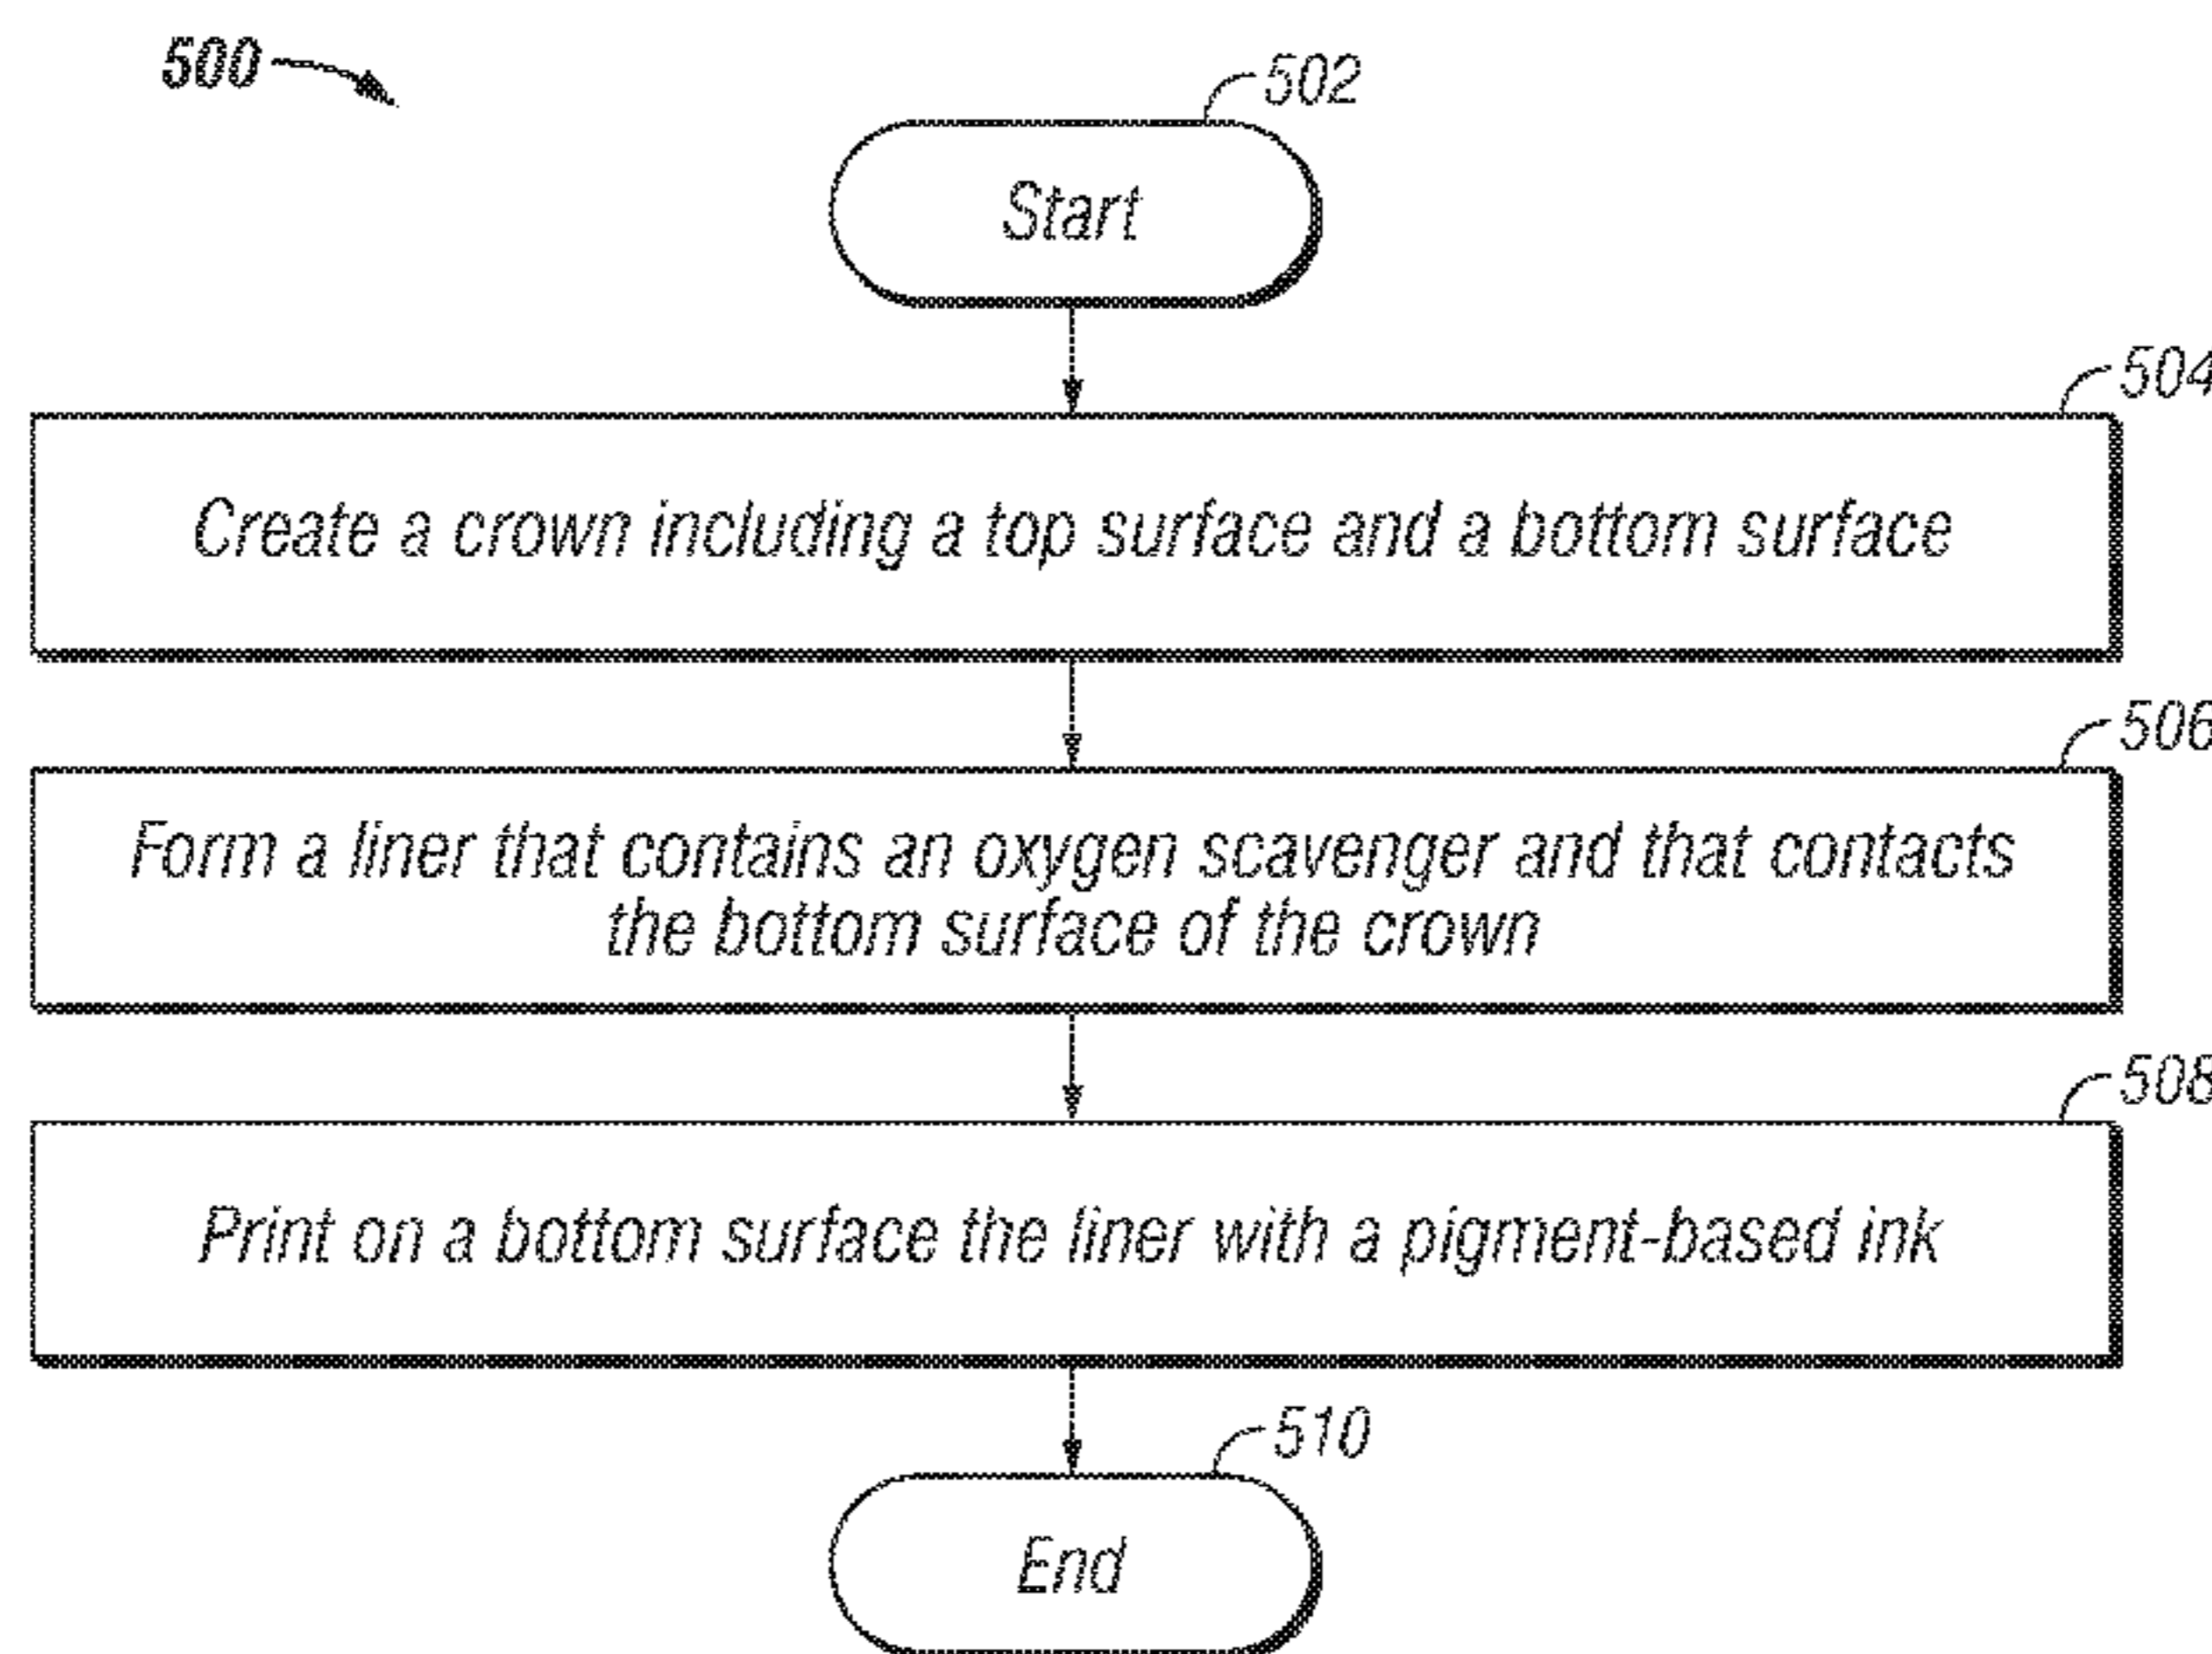 500
502
Start
504
Create a crown including a top surface and a bottom surface
506
Form a liner that contains an oxygen scavenger and that contacts
the bottom surface of the crown
508
Print on a bottom surface the liner with a pigment-based ink
510
End